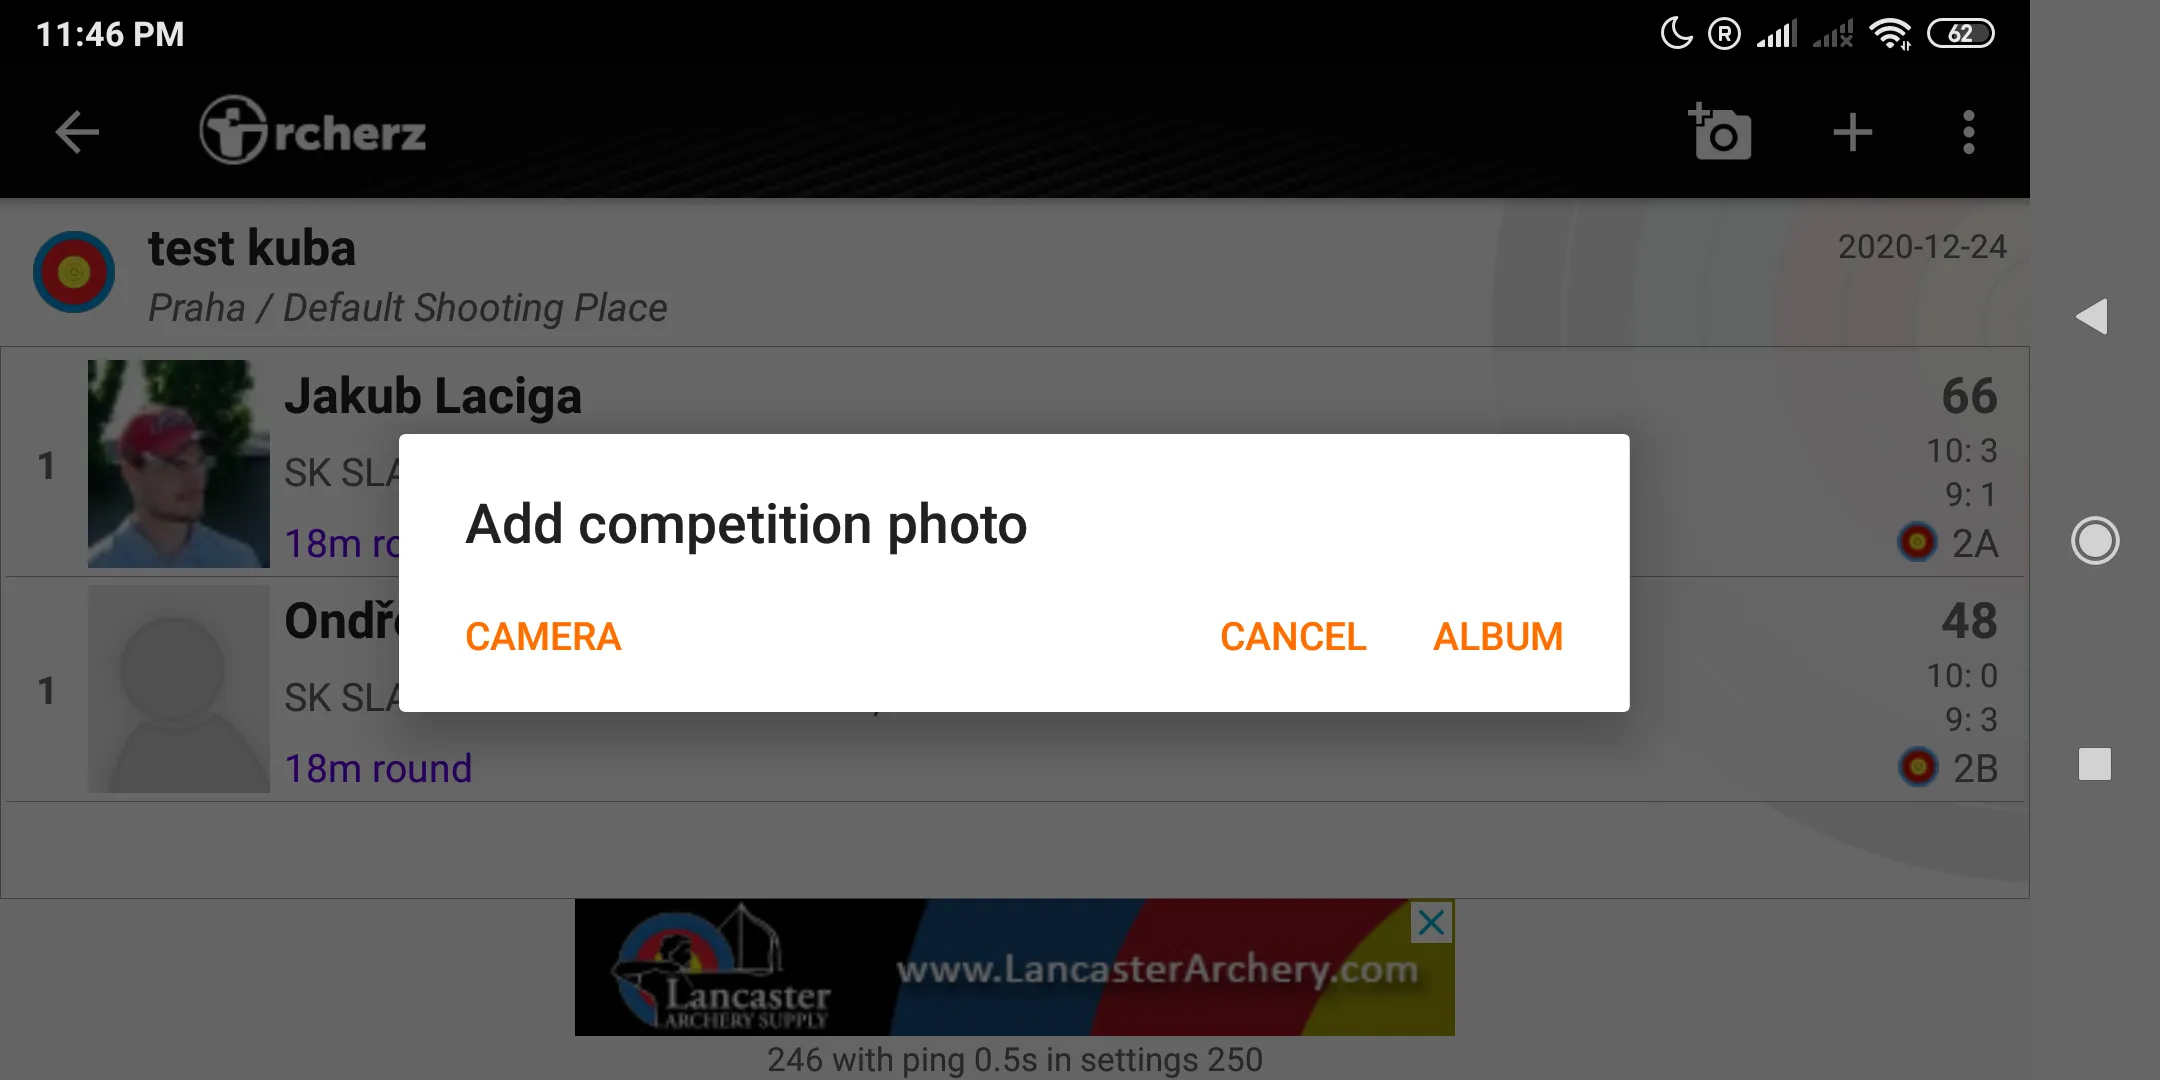 11:46 PM
R
62
rcherz
test kuba
2020-12-24
Praha / Default Shooting Place
1
Jakub Laciga
66
SK SLA
10: 3
9: 1
18m ro
2A
Add competition photo
CAMERA
CANCEL
ALBUM
1
Ondř
48
SK SLA
10: 0
9: 3
18m round
2B
Lancaster
ARCHERY SUPPLY
www.LancasterArchery.com
246 with ping 0.5s in settings 250